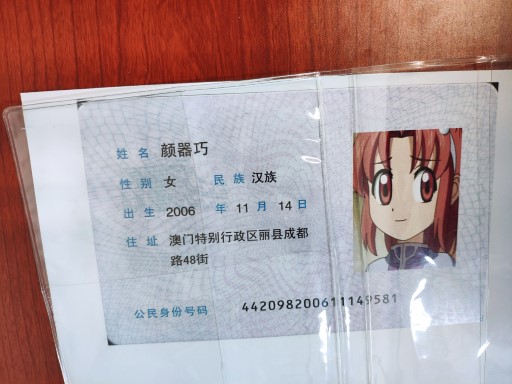 姓名 颜器巧
性别 女 民族 汉族
出生 2006 年 11 月 14 日
住址 澳门特别行政区丽县成都
路48街
公民身份号码 442098200611149581